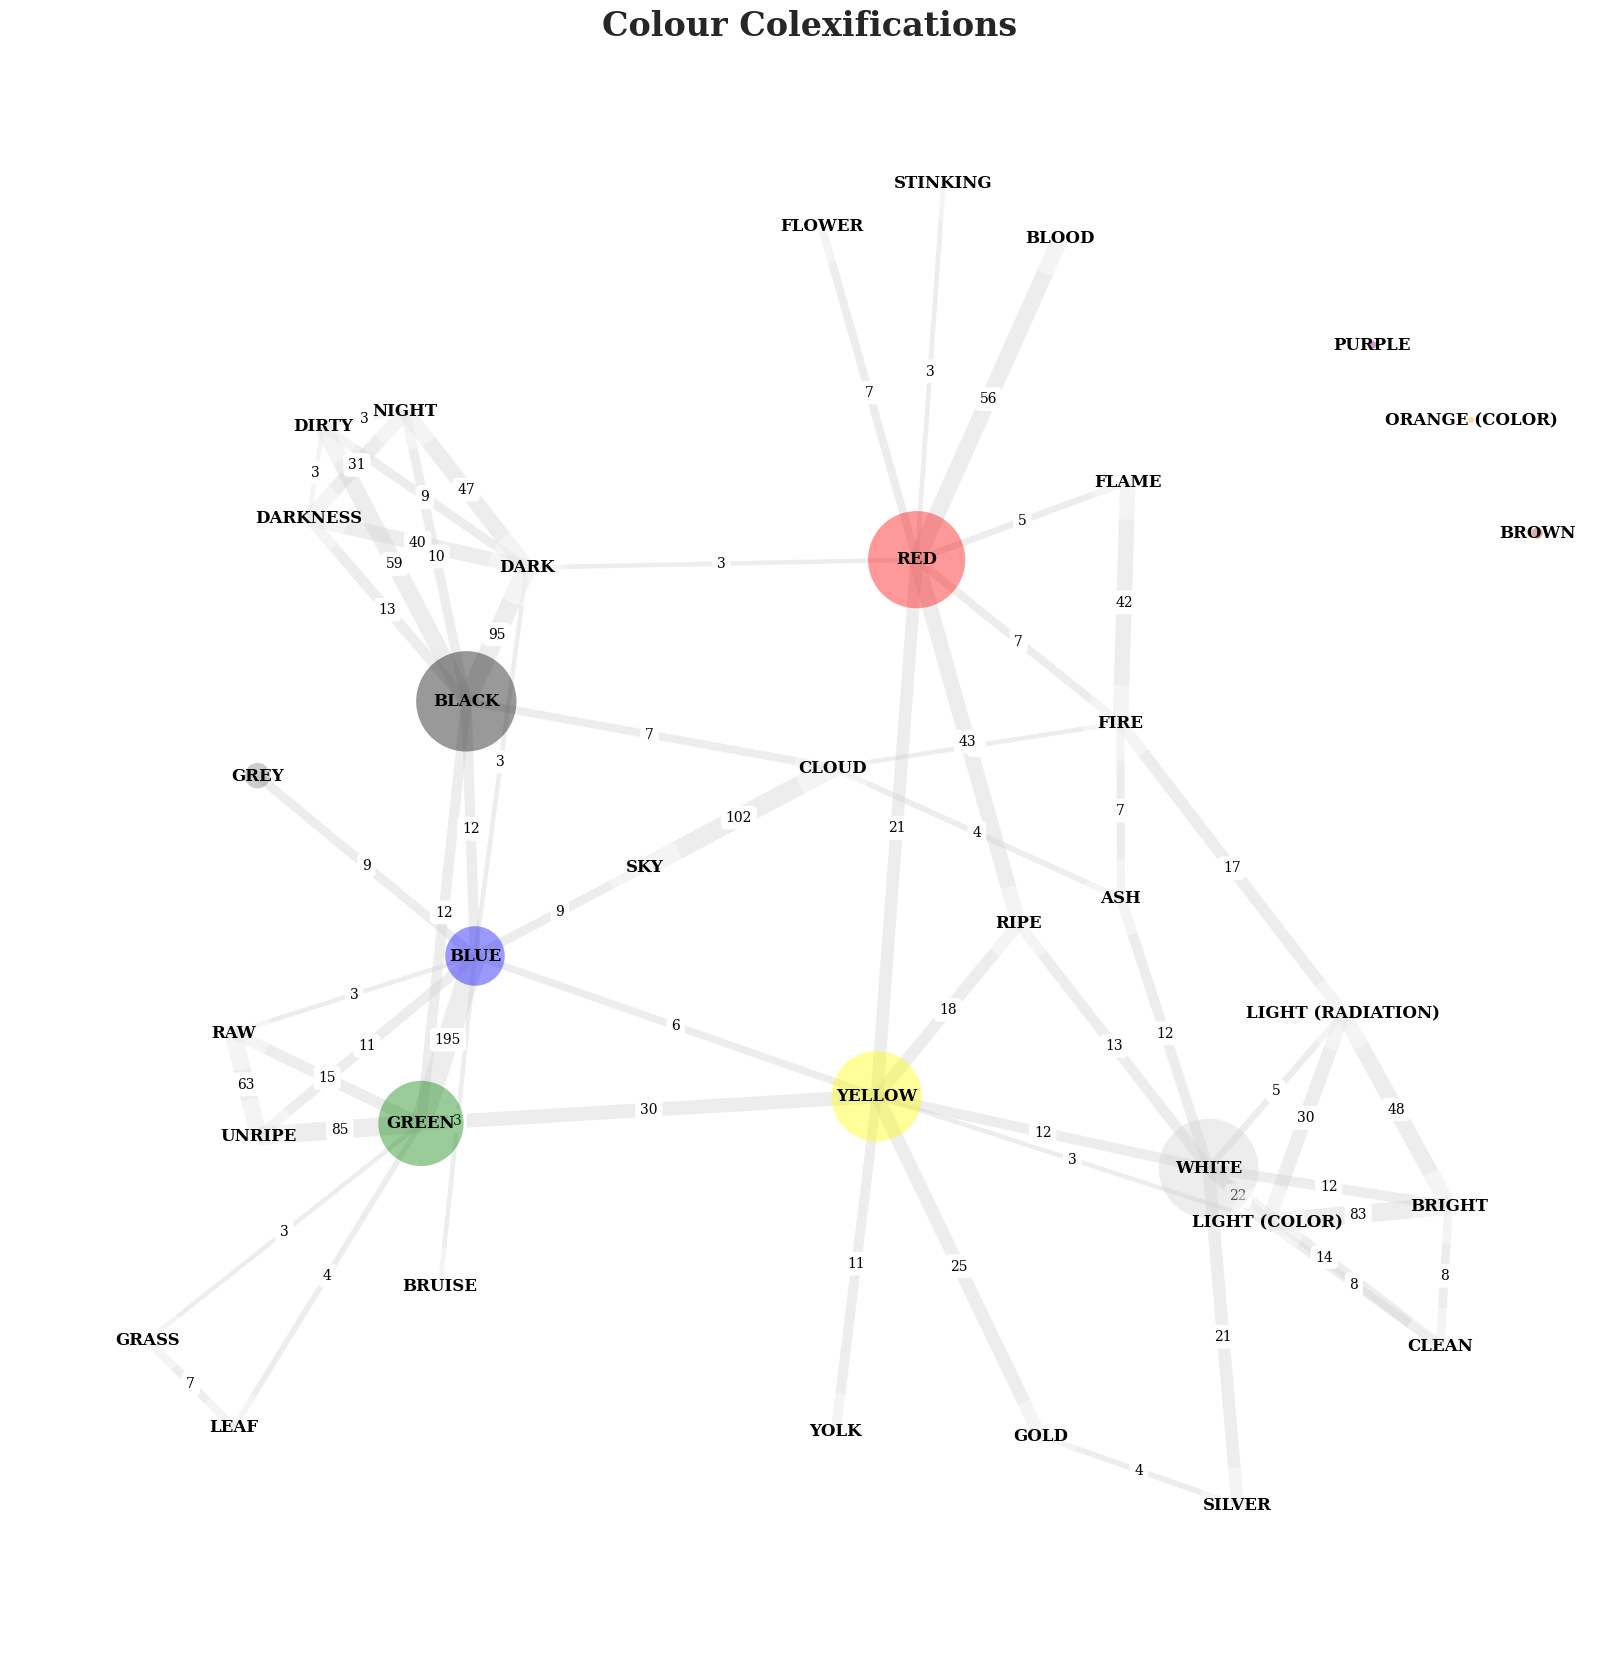 Colour Colexifications
STINKING
FLOWER
BLOOD
PURPLE
3
7
56
NIGHT
DIRTY
3
ORANGE (COLOR)
31
3
47
FLAME
9
DARKNESS
5
BROWN
40
10
RED
59
DARK
3
42
13
95
7
BLACK
FIRE
7
43
3
CLOUD
GREY
7
102
12
21
4
9
SKY
17
ASH
12
9
RIPE
BLUE
3
18
LIGHT (RADIATION)
6
RAW
12
195
11
13
15
63
5
YELLOW
48
30
30
GREEN
3
85
12
UNRIPE
3
WHITE
12
22
BRIGHT
83
LIGHT (COLOR)
3
14
11
25
4
8
8
BRUISE
21
GRASS
CLEAN
7
LEAF
YOLK
GOLD
4
SILVER